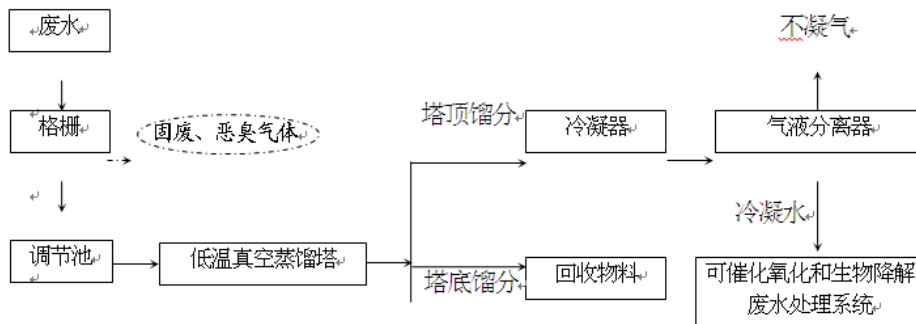 废水
不凝气
格栅
固废、恶臭气体
塔顶馏分
冷凝器
气液分离器
冷凝水
调节池
低温真空蒸馏塔
塔底馏分
回收物料
可催化氧化和生物降解
废水处理系统